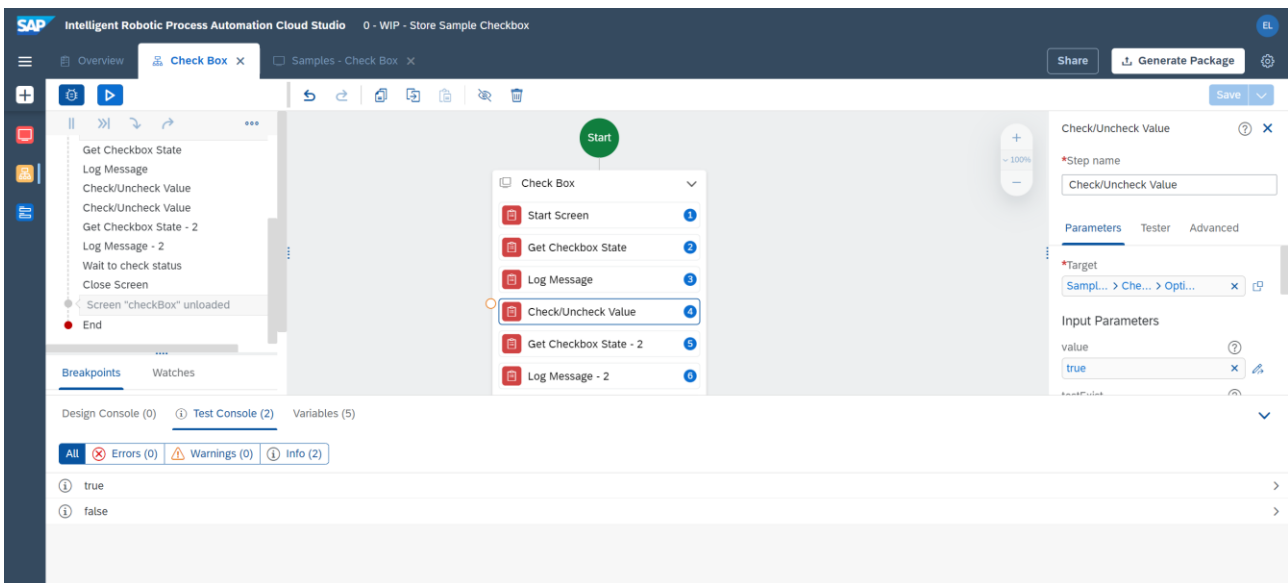 SAP Intelligent Robotic Process Automation Cloud Studio 0 - WIP - Store Sample Checkbox EL
Overview Check Box Samples - Check Box Share Generate Package
Save
Get Checkbox State
Log Message
Check/Uncheck Value
Check/Uncheck Value
Get Checkbox State - 2
Log Message - 2
Wait to check status
Close Screen
Screen "checkBox" unloaded
End
Breakpoints Watches
Start
Check Box
Start Screen 1
Get Checkbox State 2
Log Message 3
Check/Uncheck Value 4
Get Checkbox State - 2 5
Log Message - 2 6
100%
Check/Uncheck Value
*Step name
Check/Uncheck Value
Parameters Tester Advanced
*Target
Sampl... > Che... > Opti...
Input Parameters
value
true
Design Console (0) Test Console (2) Variables (5)
All Errors (0) Warnings (0) Info (2)
true
false